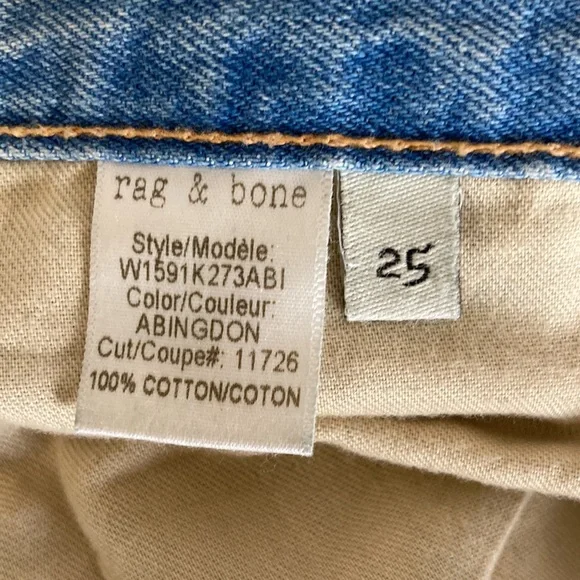 rag & bone
Style/Modèle:
W1591K273ABI
Color/Couleur:
ABINGDON
Cut/Coupe#: 11726
100% COTTON/COTON
25